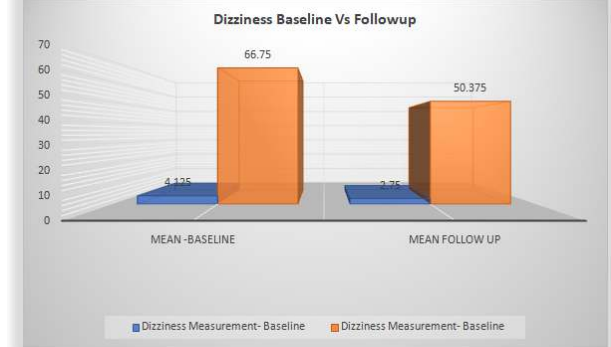 Dizziness Baseline Vs Followup
70
60
50
40
30
20
10
0
4.125
66.75
2.75
50.375
MEAN -BASELINE
MEAN FOLLOW UP
Dizziness Measurement- Baseline
Dizziness Measurement- Baseline